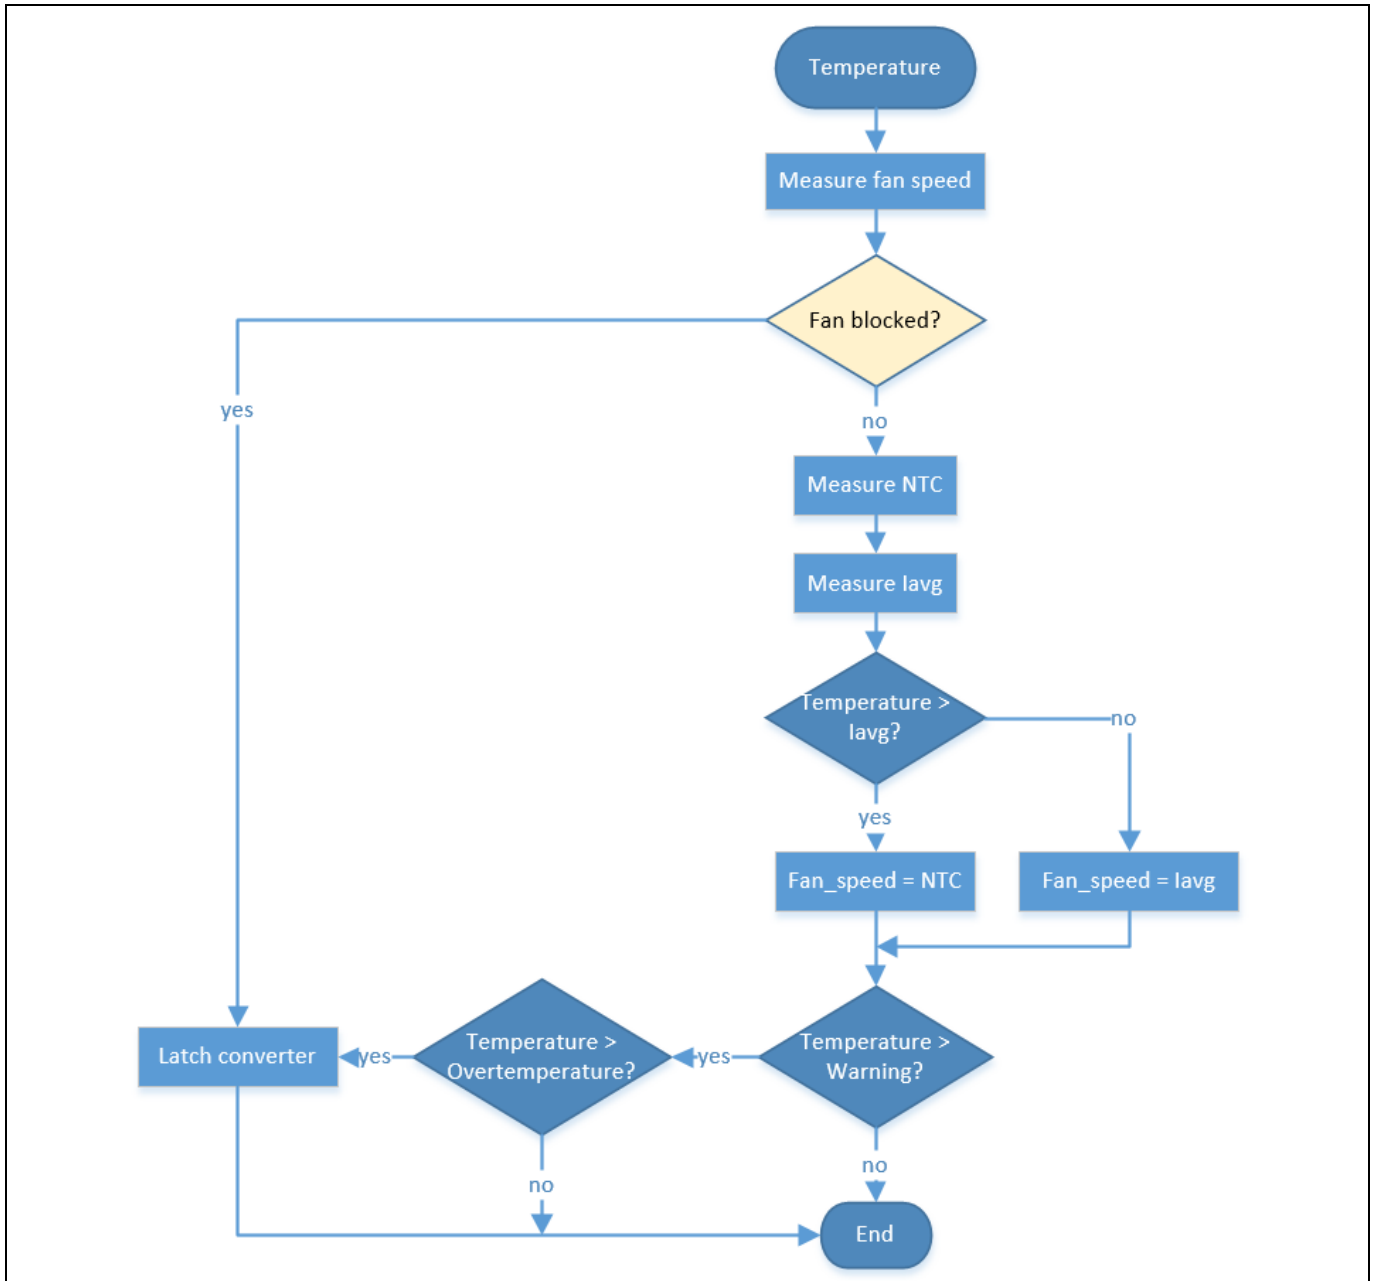 Temperature
Measure fan speed
Fan blocked?
yes
no
Measure NTC
Measure Iavg
Temperature >
Iavg?
no
yes
Fan_speed = NTC
Fan_speed = Iavg
Temperature >
Warning?
yes
Temperature >
Overtemperature?
yes
Latch converter
no
no
End